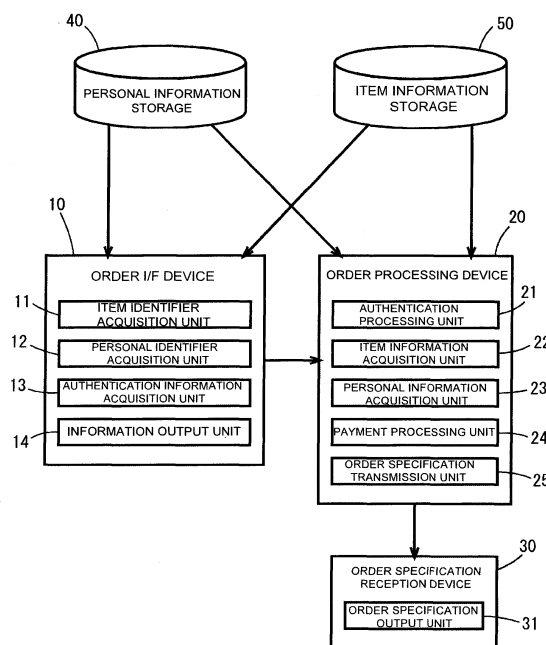 40
50
PERSONAL INFORMATION
STORAGE
ITEM INFORMATION
STORAGE
10
20
ORDER I/F DEVICE
11
ITEM IDENTIFIER
ACQUISITION UNIT
12
PERSONAL IDENTIFIER
ACQUISITION UNIT
13
AUTHENTICATION INFORMATION
ACQUISITION UNIT
14
INFORMATION OUTPUT UNIT
ORDER PROCESSING DEVICE
21
AUTHENTICATION
PROCESSING UNIT
22
ITEM INFORMATION
ACQUISITION UNIT
23
PERSONAL INFORMATION
ACQUISITION UNIT
24
PAYMENT PROCESSING UNIT
25
ORDER SPECIFICATION
TRANSMISSION UNIT
30
ORDER SPECIFICATION
RECEPTION DEVICE
ORDER SPECIFICATION
OUTPUT UNIT
31